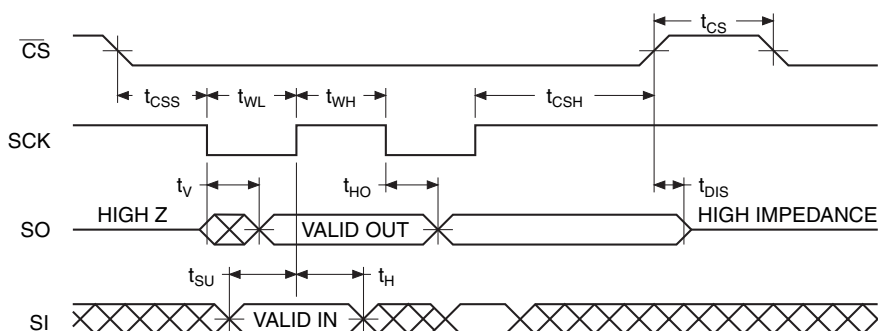 t_CS
CS
t_CSS t_WL t_WH t_CSH
SCK
t_V t_HO t_DIS
HIGH Z VALID OUT HIGH IMPEDANCE
SO
t_SU t_H
SI VALID IN